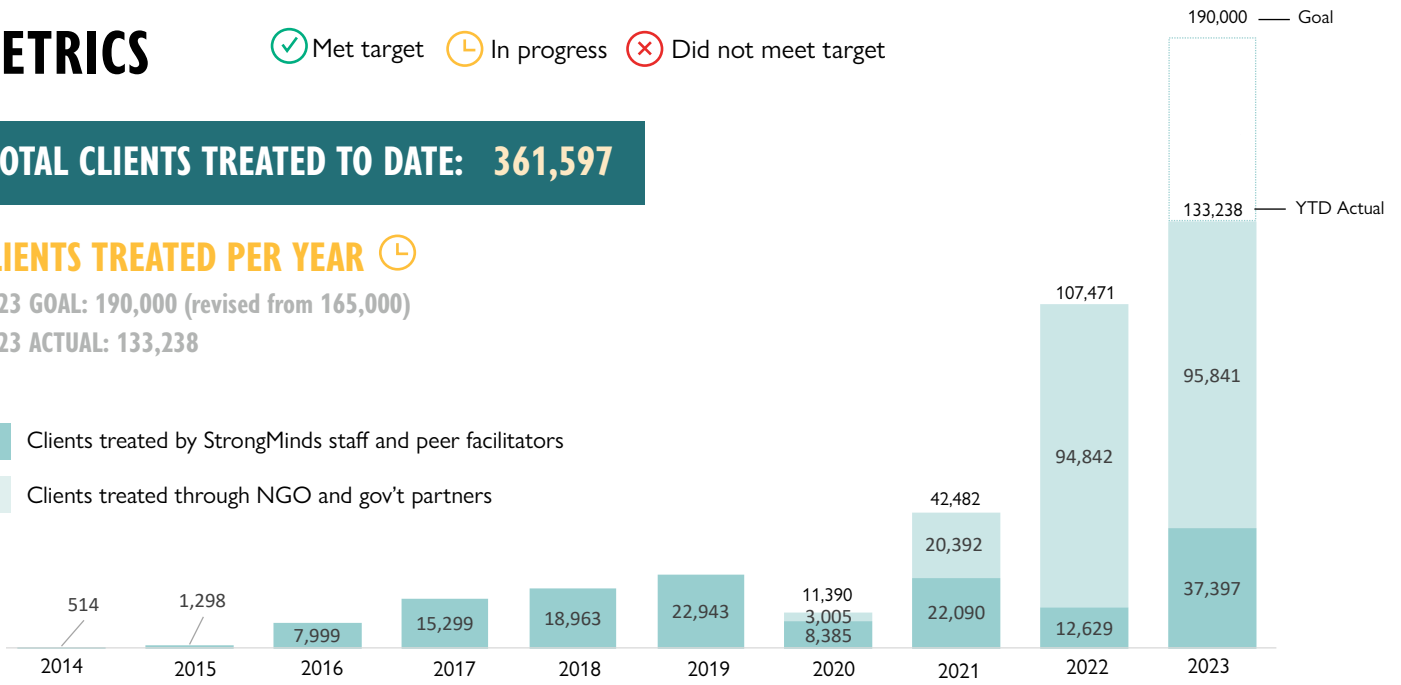 ETRICS
Met target
In progress
Did not meet target
OTAL CLIENTS TREATED TO DATE: 361,597
LIENTS TREATED PER YEAR
23 GOAL: 190,000 (revised from 165,000)
23 ACTUAL: 133,238
Clients treated by StrongMinds staff and peer facilitators
Clients treated through NGO and gov't partners
190,000
Goal
133,238
YTD Actual
514
1,298
7,999
15,299
18,963
22,943
11,390
3,005
8,385
42,482
20,392
22,090
107,471
94,842
12,629
95,841
37,397
2014
2015
2016
2017
2018
2019
2020
2021
2022
2023